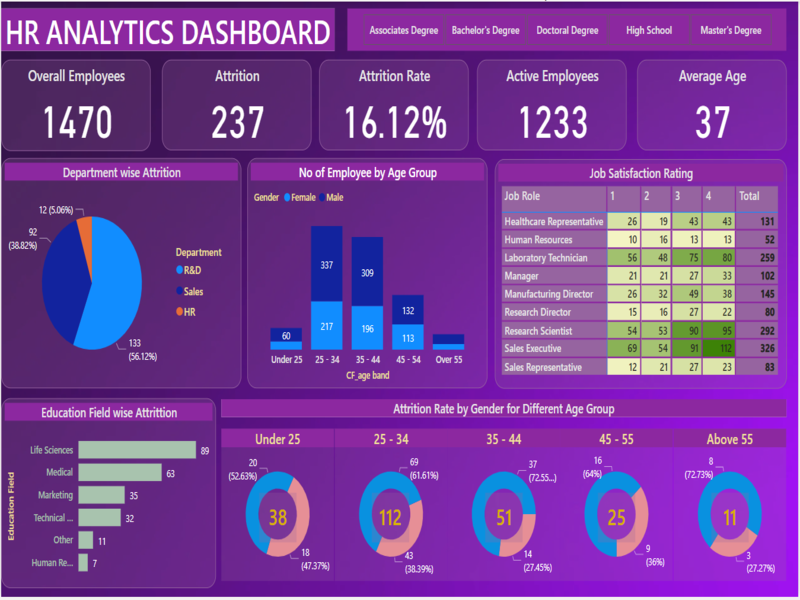 HR ANALYTICS DASHBOARD
Associates Degree Bachelor's Degree Doctoral Degree High School Master's Degree
Overall Employees
1470
Attrition
237
Attrition Rate
16.12%
Active Employees
1233
Average Age
37
Department wise Attrition
12 (5.06%)
92
(38.82%)
133
(56.12%)
Department
R&D
Sales
HR
No of Employee by Age Group
Gender Female Male
60
337
217
309
196
132
113
Under 25 25 - 34 35 - 44 45 - 54 Over 55
CF_age band
Job Satisfaction Rating
Job Role 1 2 3 4 Total
Healthcare Representative 26 19 43 43 131
Human Resources 10 16 13 13 52
Laboratory Technician 56 48 75 80 259
Manager 21 21 27 33 102
Manufacturing Director 26 32 49 38 145
Research Director 15 16 27 22 80
Research Scientist 54 53 90 95 292
Sales Executive 69 54 91 112 326
Sales Representative 12 21 27 23 83
Education Field wise Attrittion
Education Field
Life Sciences 89
Medical 63
Marketing 35
Technical ... 32
Other 11
Human Re... 7
Attrition Rate by Gender for Different Age Group
Under 25
20
(52.63%)
38
18
(47.37%)
25 - 34
69
(61.61%)
112
43
(38.39%)
35 - 44
37
(72.55...)
51
14
(27.45%)
45 - 55
16
(64%)
25
9
(36%)
Above 55
8
(72.73%)
11
3
(27.27%)